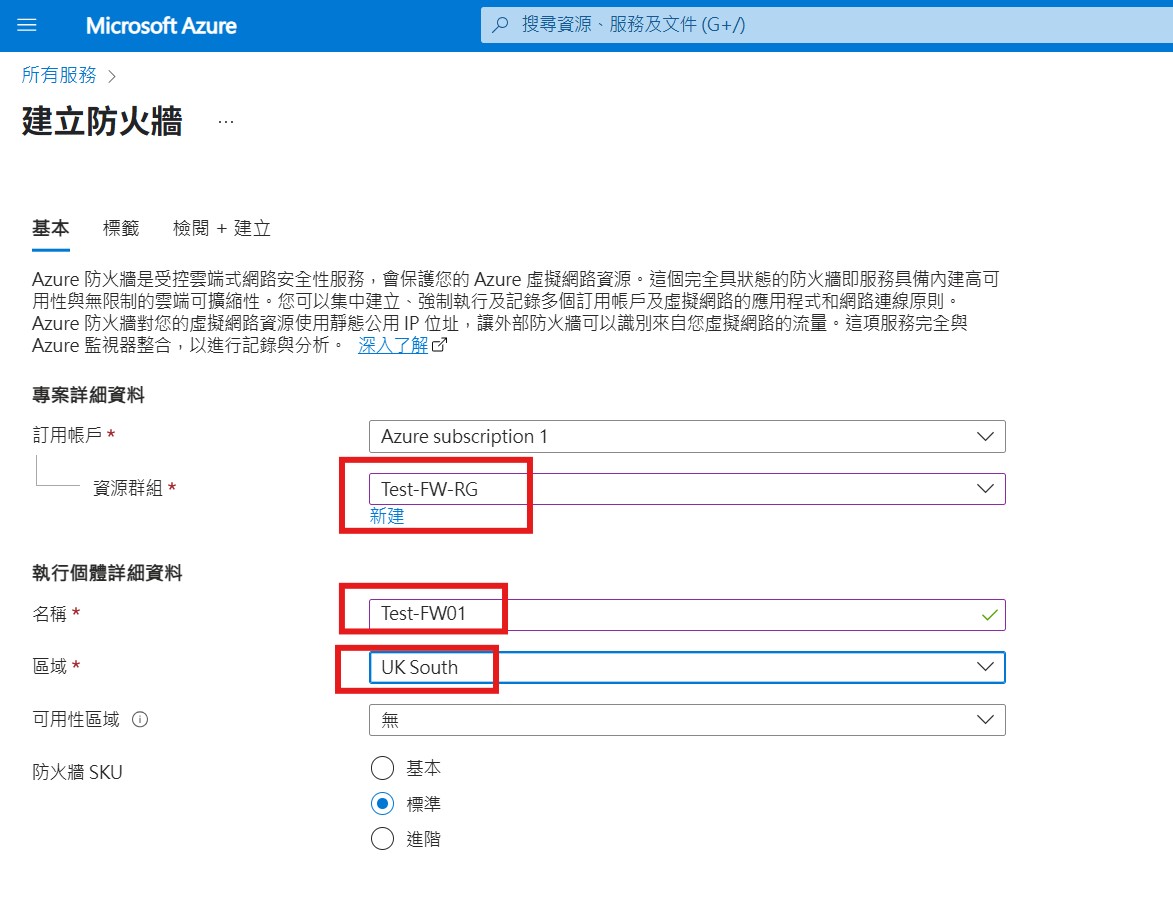 Microsoft Azure
搜尋資源、服務及文件 (G+/)
所有服務
建立防火牆
基本
標籤
檢閱 + 建立
Azure 防火牆是受控雲端式網路安全性服務，會保護您的 Azure 虛擬網路資源。這個完全具狀態的防火牆即服務具備內建高可
用性與無限制的雲端可擴縮性。您可以集中建立、強制執行及記錄多個訂用帳戶及虛擬網路的應用程式和網路連線原則。
Azure 防火牆對您的虛擬網路資源使用靜態公用 IP 位址，讓外部防火牆可以識別來自您虛擬網路的流量。這項服務完全與
Azure 監視器整合，以進行記錄與分析。 深入了解
專案詳細資料
訂用帳戶 *
Azure subscription 1
資源群組 *
Test-FW-RG
新建
執行個體詳細資料
名稱 *
Test-FW01
區域 *
UK South
可用性區域
無
防火牆 SKU
基本
標準
進階